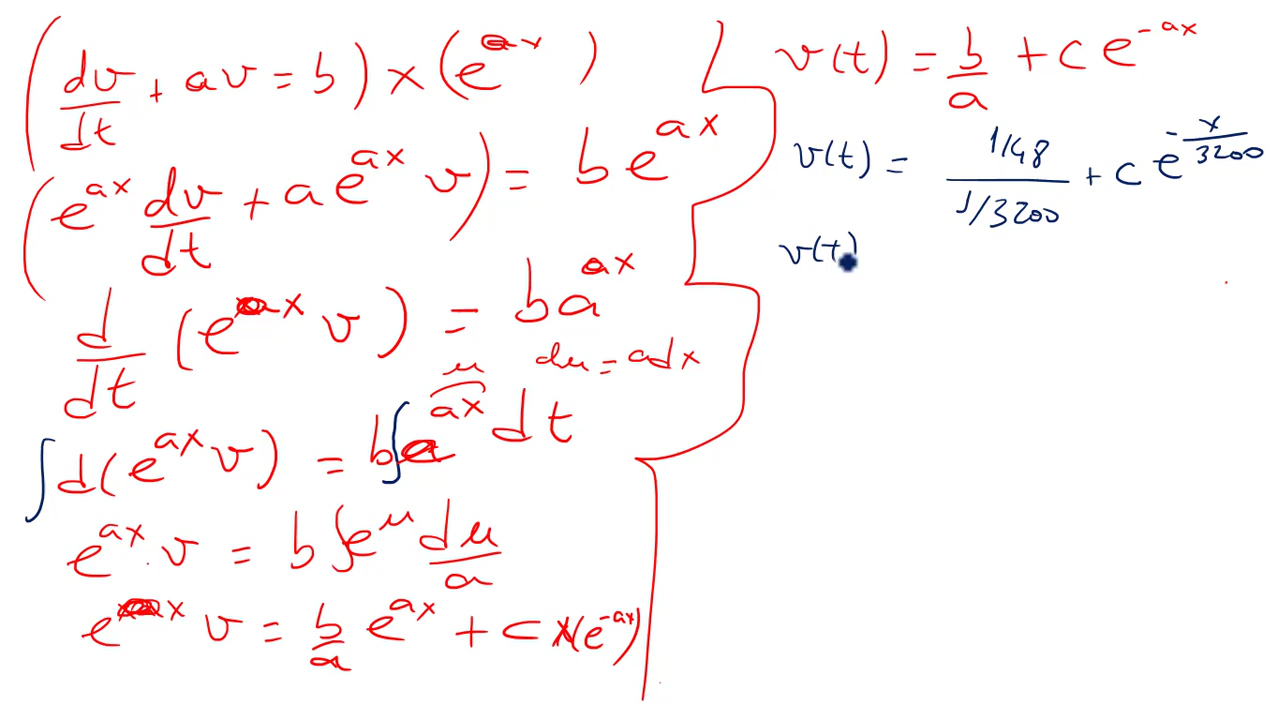 (dv/dt + av = b) × (e^{ax})
(e^{ax} dv/dt + a e^{ax} v) = b e^{ax}
d/dt (e^{ax} v) = b a^{ax}
u du = a dx
∫ d(e^{ax} v) = b ∫ e^{ax} dt
e^{ax} . v = b ∫ e^{u} du/a
e^{ax} v = b/a e^{ax} + c × (e^{-ax})
v(t) = b/a + c e^{-ax}
v(t) = (1/48)/(1/3200) + c e^{-x/3200}
v(t)